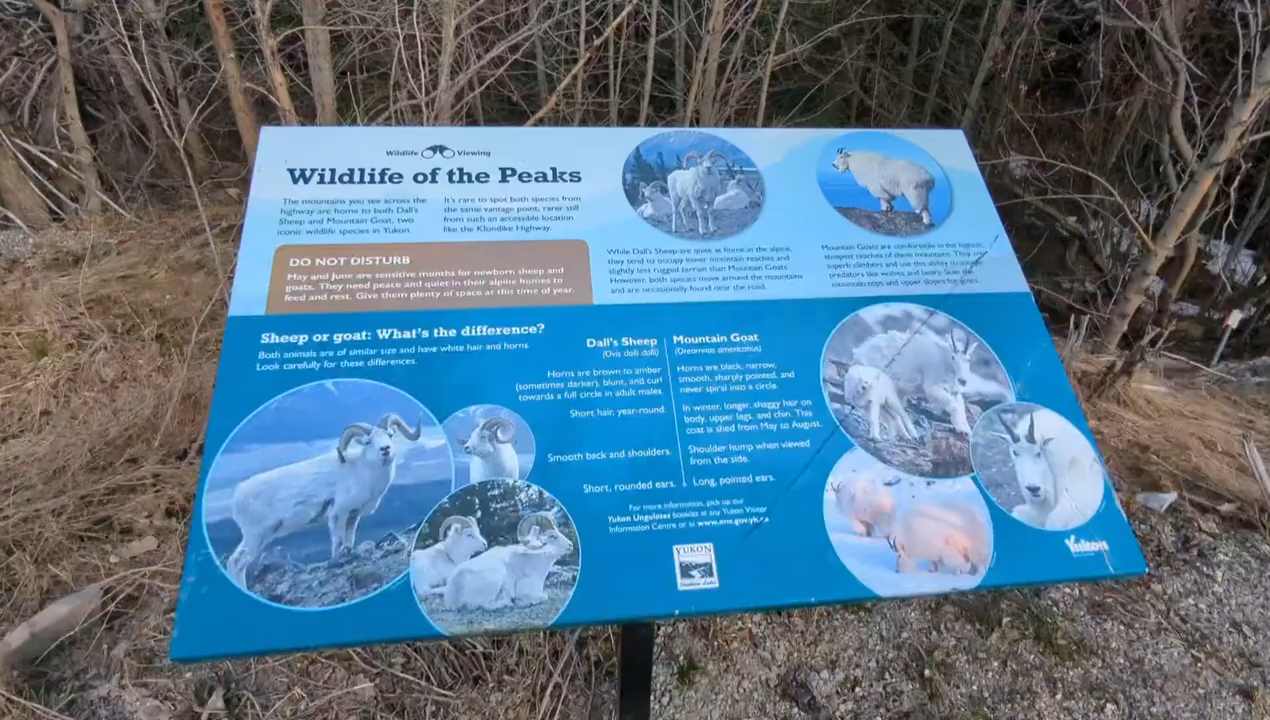 Wildlife Viewing
Wildlife of the Peaks
The mountains you see across the
highway are home to both Dall's
Sheep and Mountain Goat, two
iconic wildlife species in Yukon.
It's rare to spot both species from
the same vantage point, rarer still
from such an accessible location
like the Klondike Highway.
DO NOT DISTURB
May and June are sensitive months for newborn sheep and
goats. They need peace and quiet in their alpine homes to
feed and rest. Give them plenty of space at this time of year.
While Dall's Sheep are quite at home in the alpine,
they tend to occupy lower mountain reaches and
slightly less rugged terrain than Mountain Goats.
However, both species move around the mountains
and are occasionally found near the road.
Mountain Goats are comfortable in the highest,
steepest reaches of these mountains. They are
superb climbers and use this ability to
predators like wolves and bears. Scan the
mountain tops and upper slopes for goats.
Sheep or goat: What's the difference?
Both animals are of similar size and have white hair and horns.
Look carefully for these differences.
Dall's Sheep
(Ovis dalli dalli)
Horns are brown to amber
(sometimes darker), blunt, and curl
towards a full circle in adult males.
Short hair, year-round.
Smooth back and shoulders.
Short, rounded ears.
Mountain Goat
(Oreamnos americanus)
Horns are black, narrow,
smooth, sharply pointed, and
never spiral into a circle.
In winter, longer, shaggy hair on
body, upper legs, and chin. This
coat is shed from May to August.
Shoulder hump when viewed
from the side.
Long, pointed ears.
For more information, pick up our
Yukon Ungulates booklet at any Yukon Visitor
Information Centre or at www.env.gov.yk.ca
YUKON
Yukon